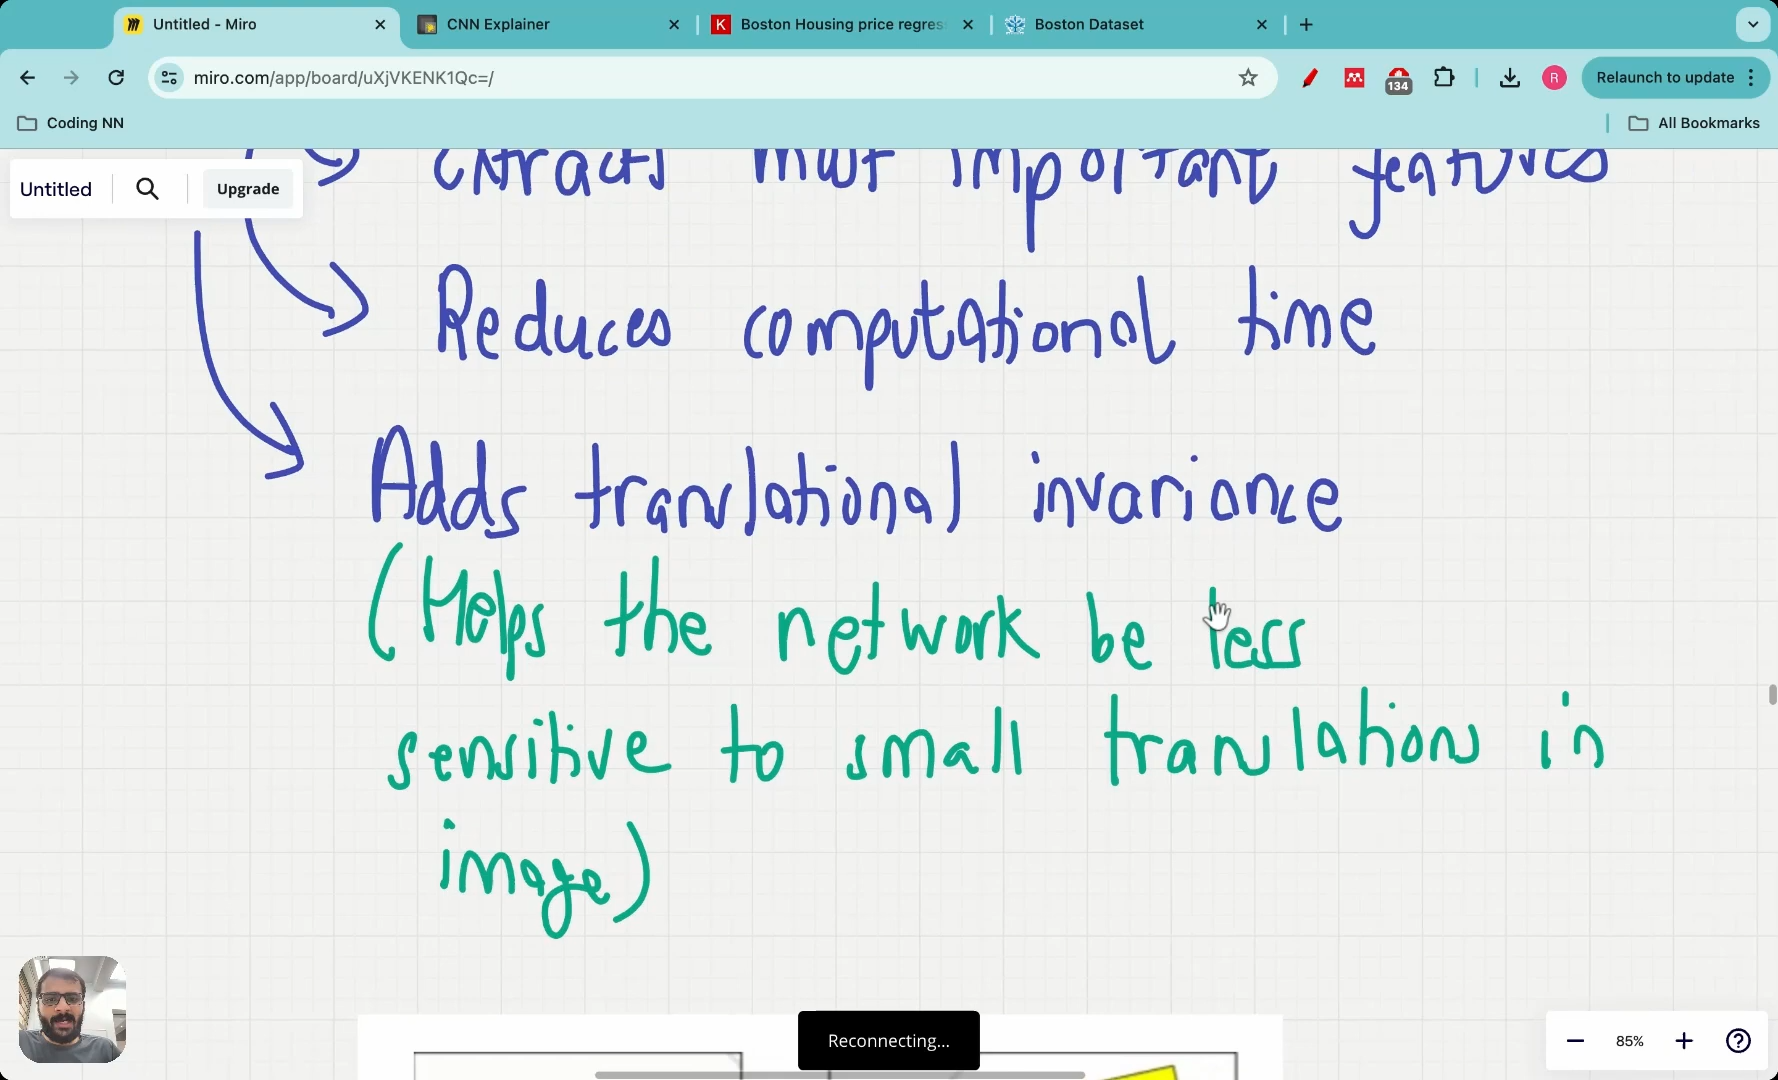 Untitled - Miro
CNN Explainer
Boston Housing price regres
Boston Dataset
miro.com/app/board/uXjVKENK1Qc=/
134
R
Relaunch to update
Coding NN
All Bookmarks
Untitled
Upgrade
Extracts most important features
Reduces computational time
Adds translational invariance
(Helps the network be less
sensitive to small translations in
image)
Reconnecting...
85%